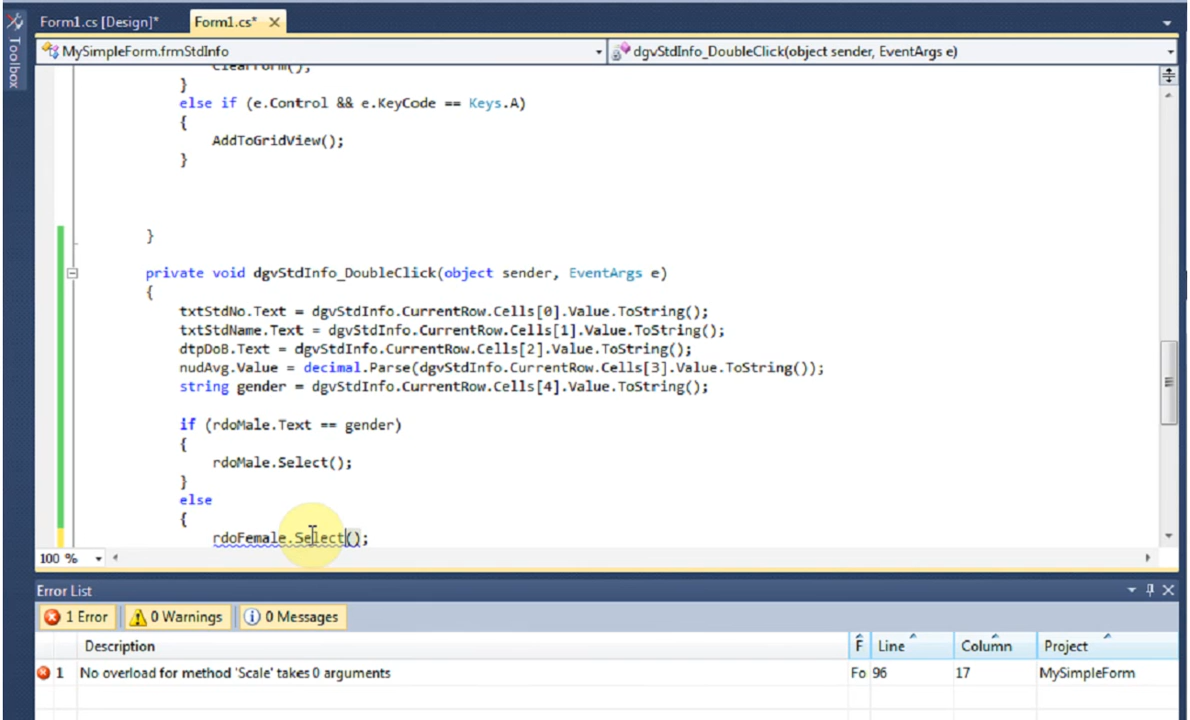 Form1.cs [Design]* Form1.cs*
Toolbox
MySimpleForm.frmStdInfo dgvStdInfo_DoubleClick(object sender, EventArgs e)
ClearForm();
}
else if (e.Control && e.KeyCode == Keys.A)
{
AddToGridView();
}
}
private void dgvStdInfo_DoubleClick(object sender, EventArgs e)
{
txtStdNo.Text = dgvStdInfo.CurrentRow.Cells[0].Value.ToString();
txtStdName.Text = dgvStdInfo.CurrentRow.Cells[1].Value.ToString();
dtpDoB.Text = dgvStdInfo.CurrentRow.Cells[2].Value.ToString();
nudAvg.Value = decimal.Parse(dgvStdInfo.CurrentRow.Cells[3].Value.ToString());
string gender = dgvStdInfo.CurrentRow.Cells[4].Value.ToString();
if (rdoMale.Text == gender)
{
rdoMale.Select();
}
else
{
rdoFemale.Select();
100 %
Error List
1 Error 0 Warnings 0 Messages
Description F Line Column Project
1 No overload for method 'Scale' takes 0 arguments Fo 96 17 MySimpleForm